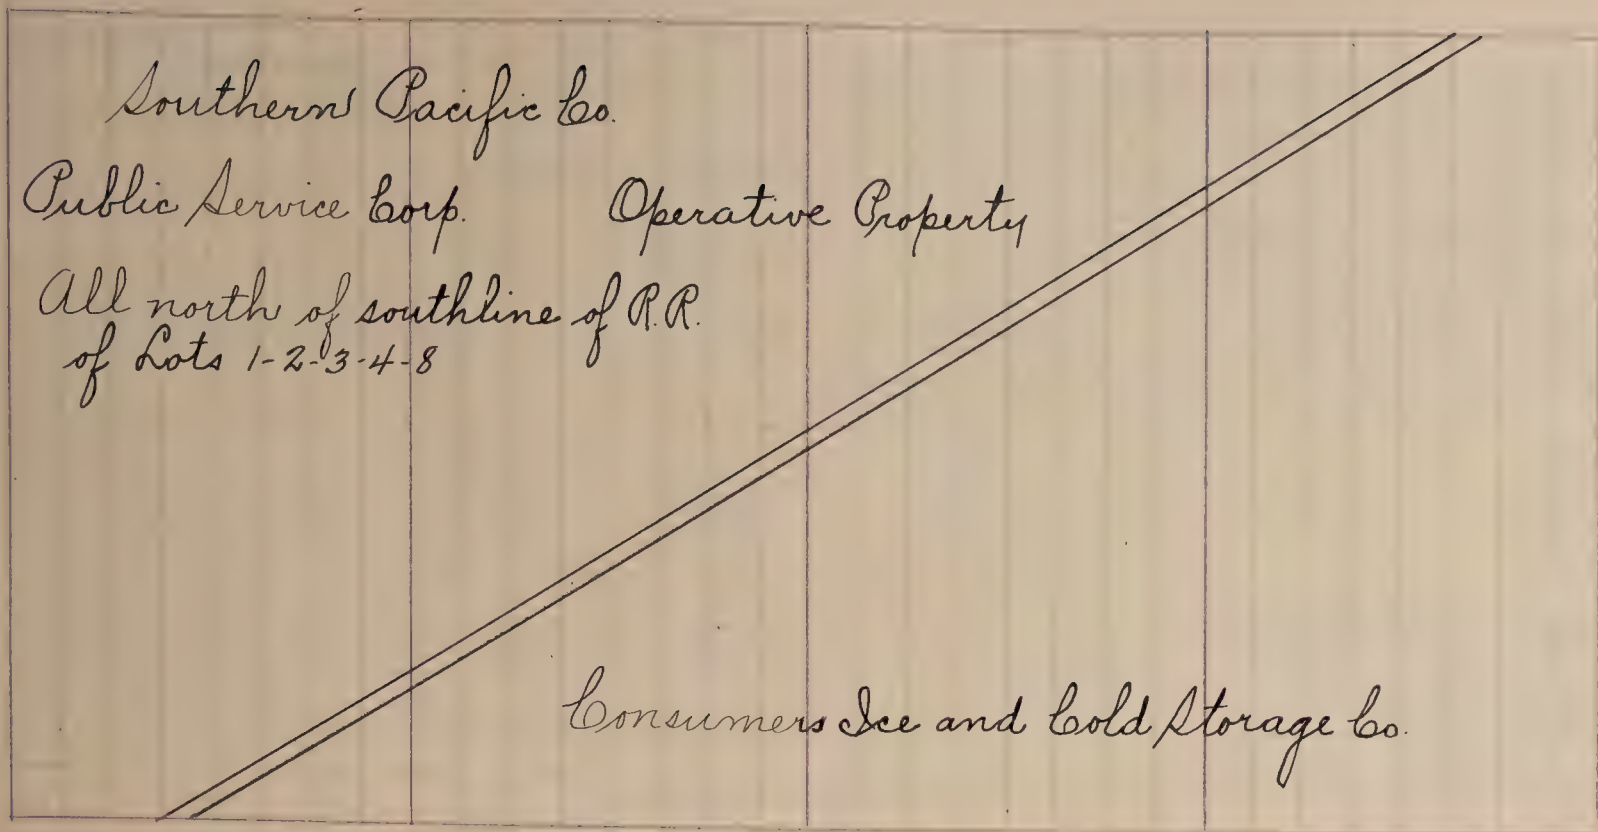 Southern Pacific Co.
Public Service Corp. Operative Property
All north of southline of R.R.
of Lots 1-2-3-4-8
Consumers Ice and Cold Storage Co.